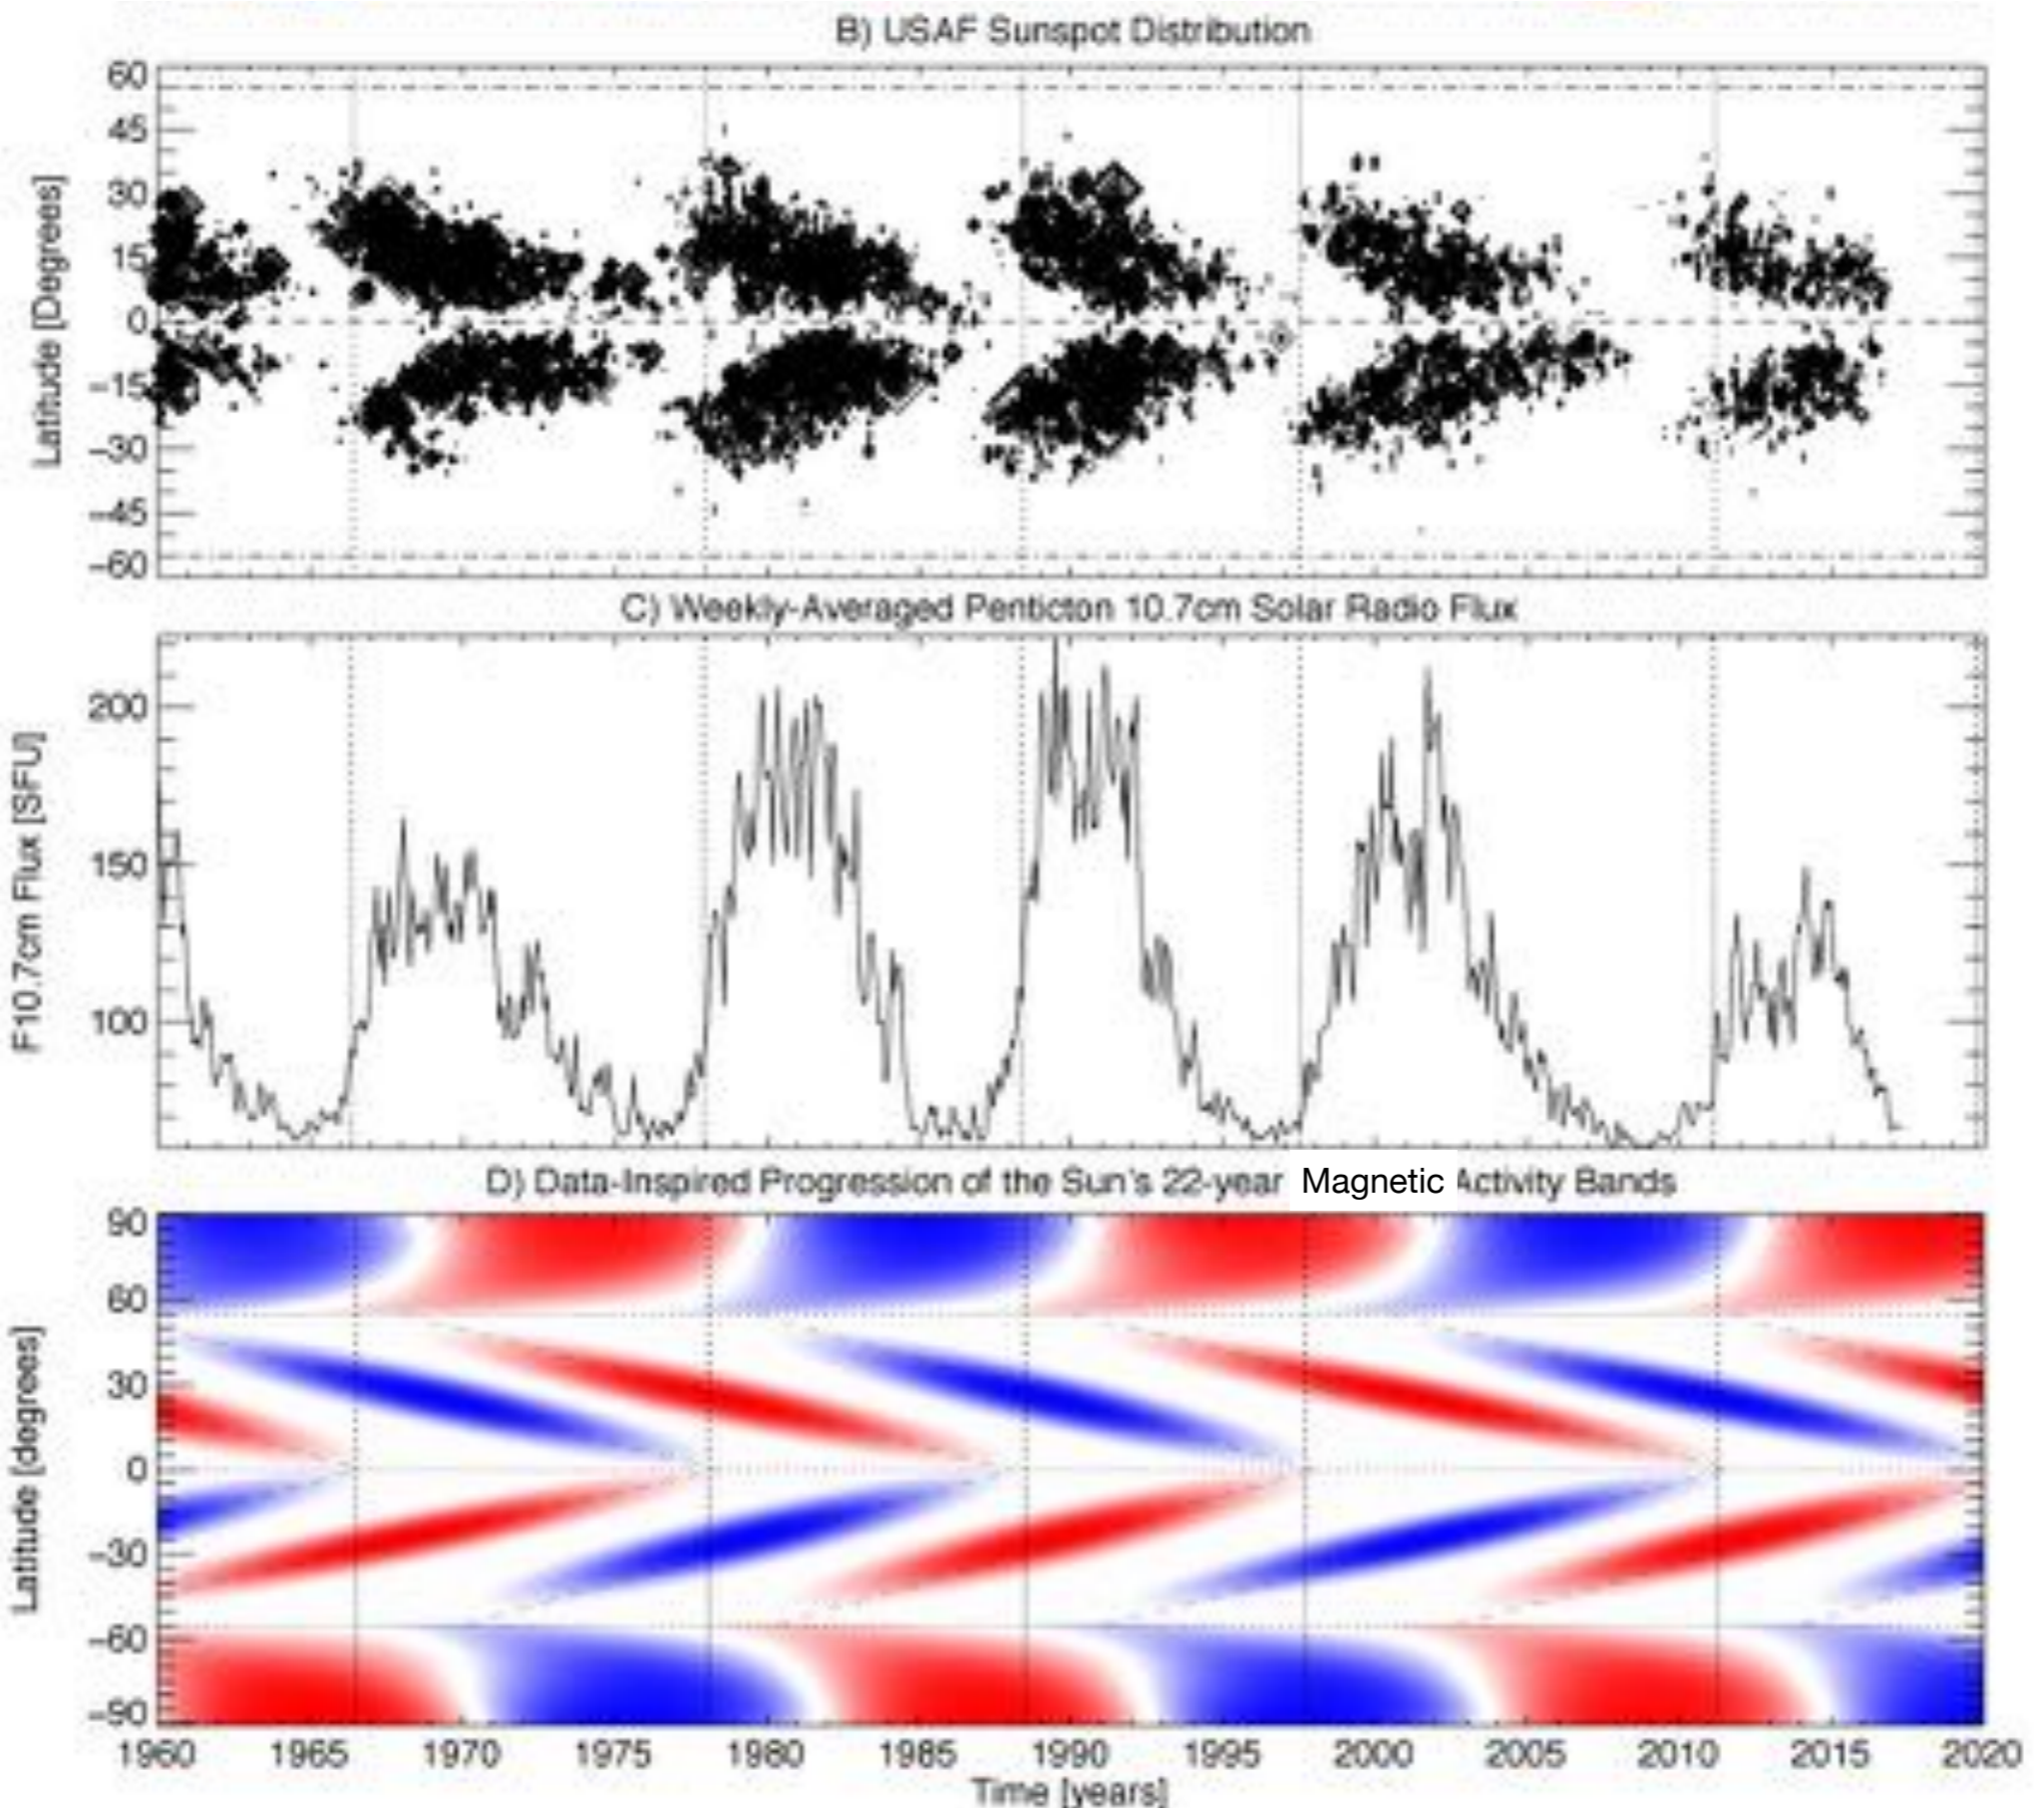 B) USAF Sunspot Distribution
60
45
30
15
0
−15
−30
−45
−60
Latitude [Degrees]
C) Weekly-Averaged Penticton 10.7cm Solar Radio Flux
200
150
100
F10.7cm Flux [SFU]
D) Data-Inspired Progression of the Sun's 22-year Magnetic Activity Bands
90
60
30
0
−30
−60
−90
Latitude [degrees]
1960 1965 1970 1975 1980 1985 1990 1995 2000 2005 2010 2015 2020
Time [years]